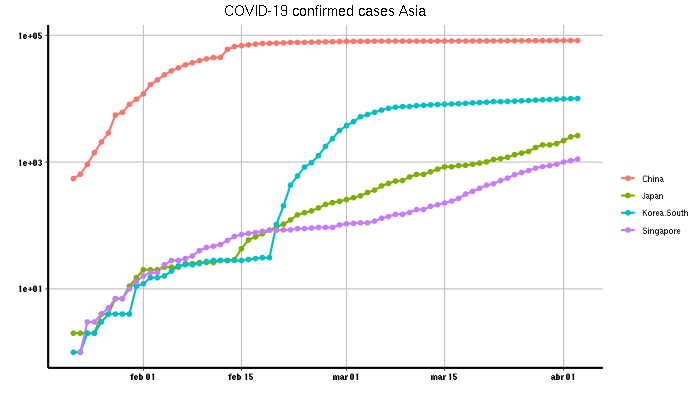 COVID-19 confirmed cases Asia
1e+05
1e+03
1e+01
feb 01
feb 15
mar 01
mar 15
abr 01
China
Japan
Korea.South
Singapore